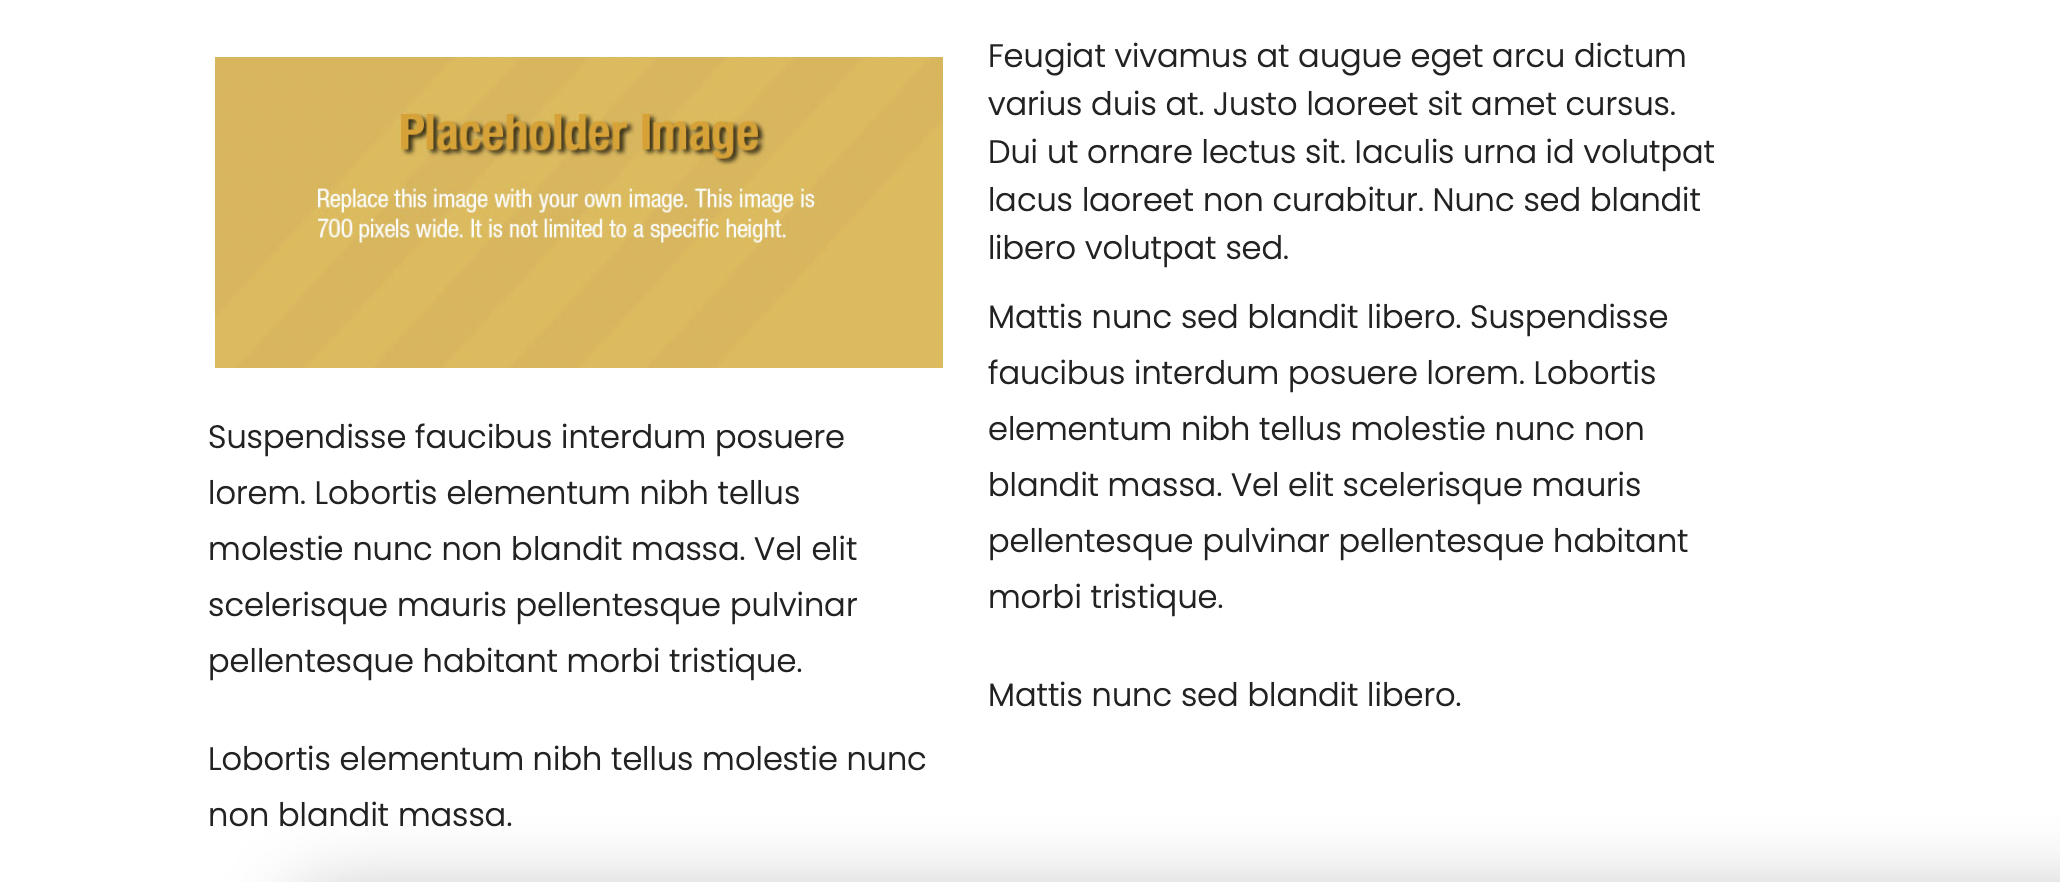 Placeholder Image
Replace this image with your own image. This image is
700 pixels wide. It is not limited to a specific height.
Suspendisse faucibus interdum posuere
lorem. Lobortis elementum nibh tellus
molestie nunc non blandit massa. Vel elit
scelerisque mauris pellentesque pulvinar
pellentesque habitant morbi tristique.
Lobortis elementum nibh tellus molestie nunc
non blandit massa.
Feugiat vivamus at augue eget arcu dictum
varius duis at. Justo laoreet sit amet cursus.
Dui ut ornare lectus sit. Iaculis urna id volutpat
lacus laoreet non curabitur. Nunc sed blandit
libero volutpat sed.
Mattis nunc sed blandit libero. Suspendisse
faucibus interdum posuere lorem. Lobortis
elementum nibh tellus molestie nunc non
blandit massa. Vel elit scelerisque mauris
pellentesque pulvinar pellentesque habitant
morbi tristique.
Mattis nunc sed blandit libero.